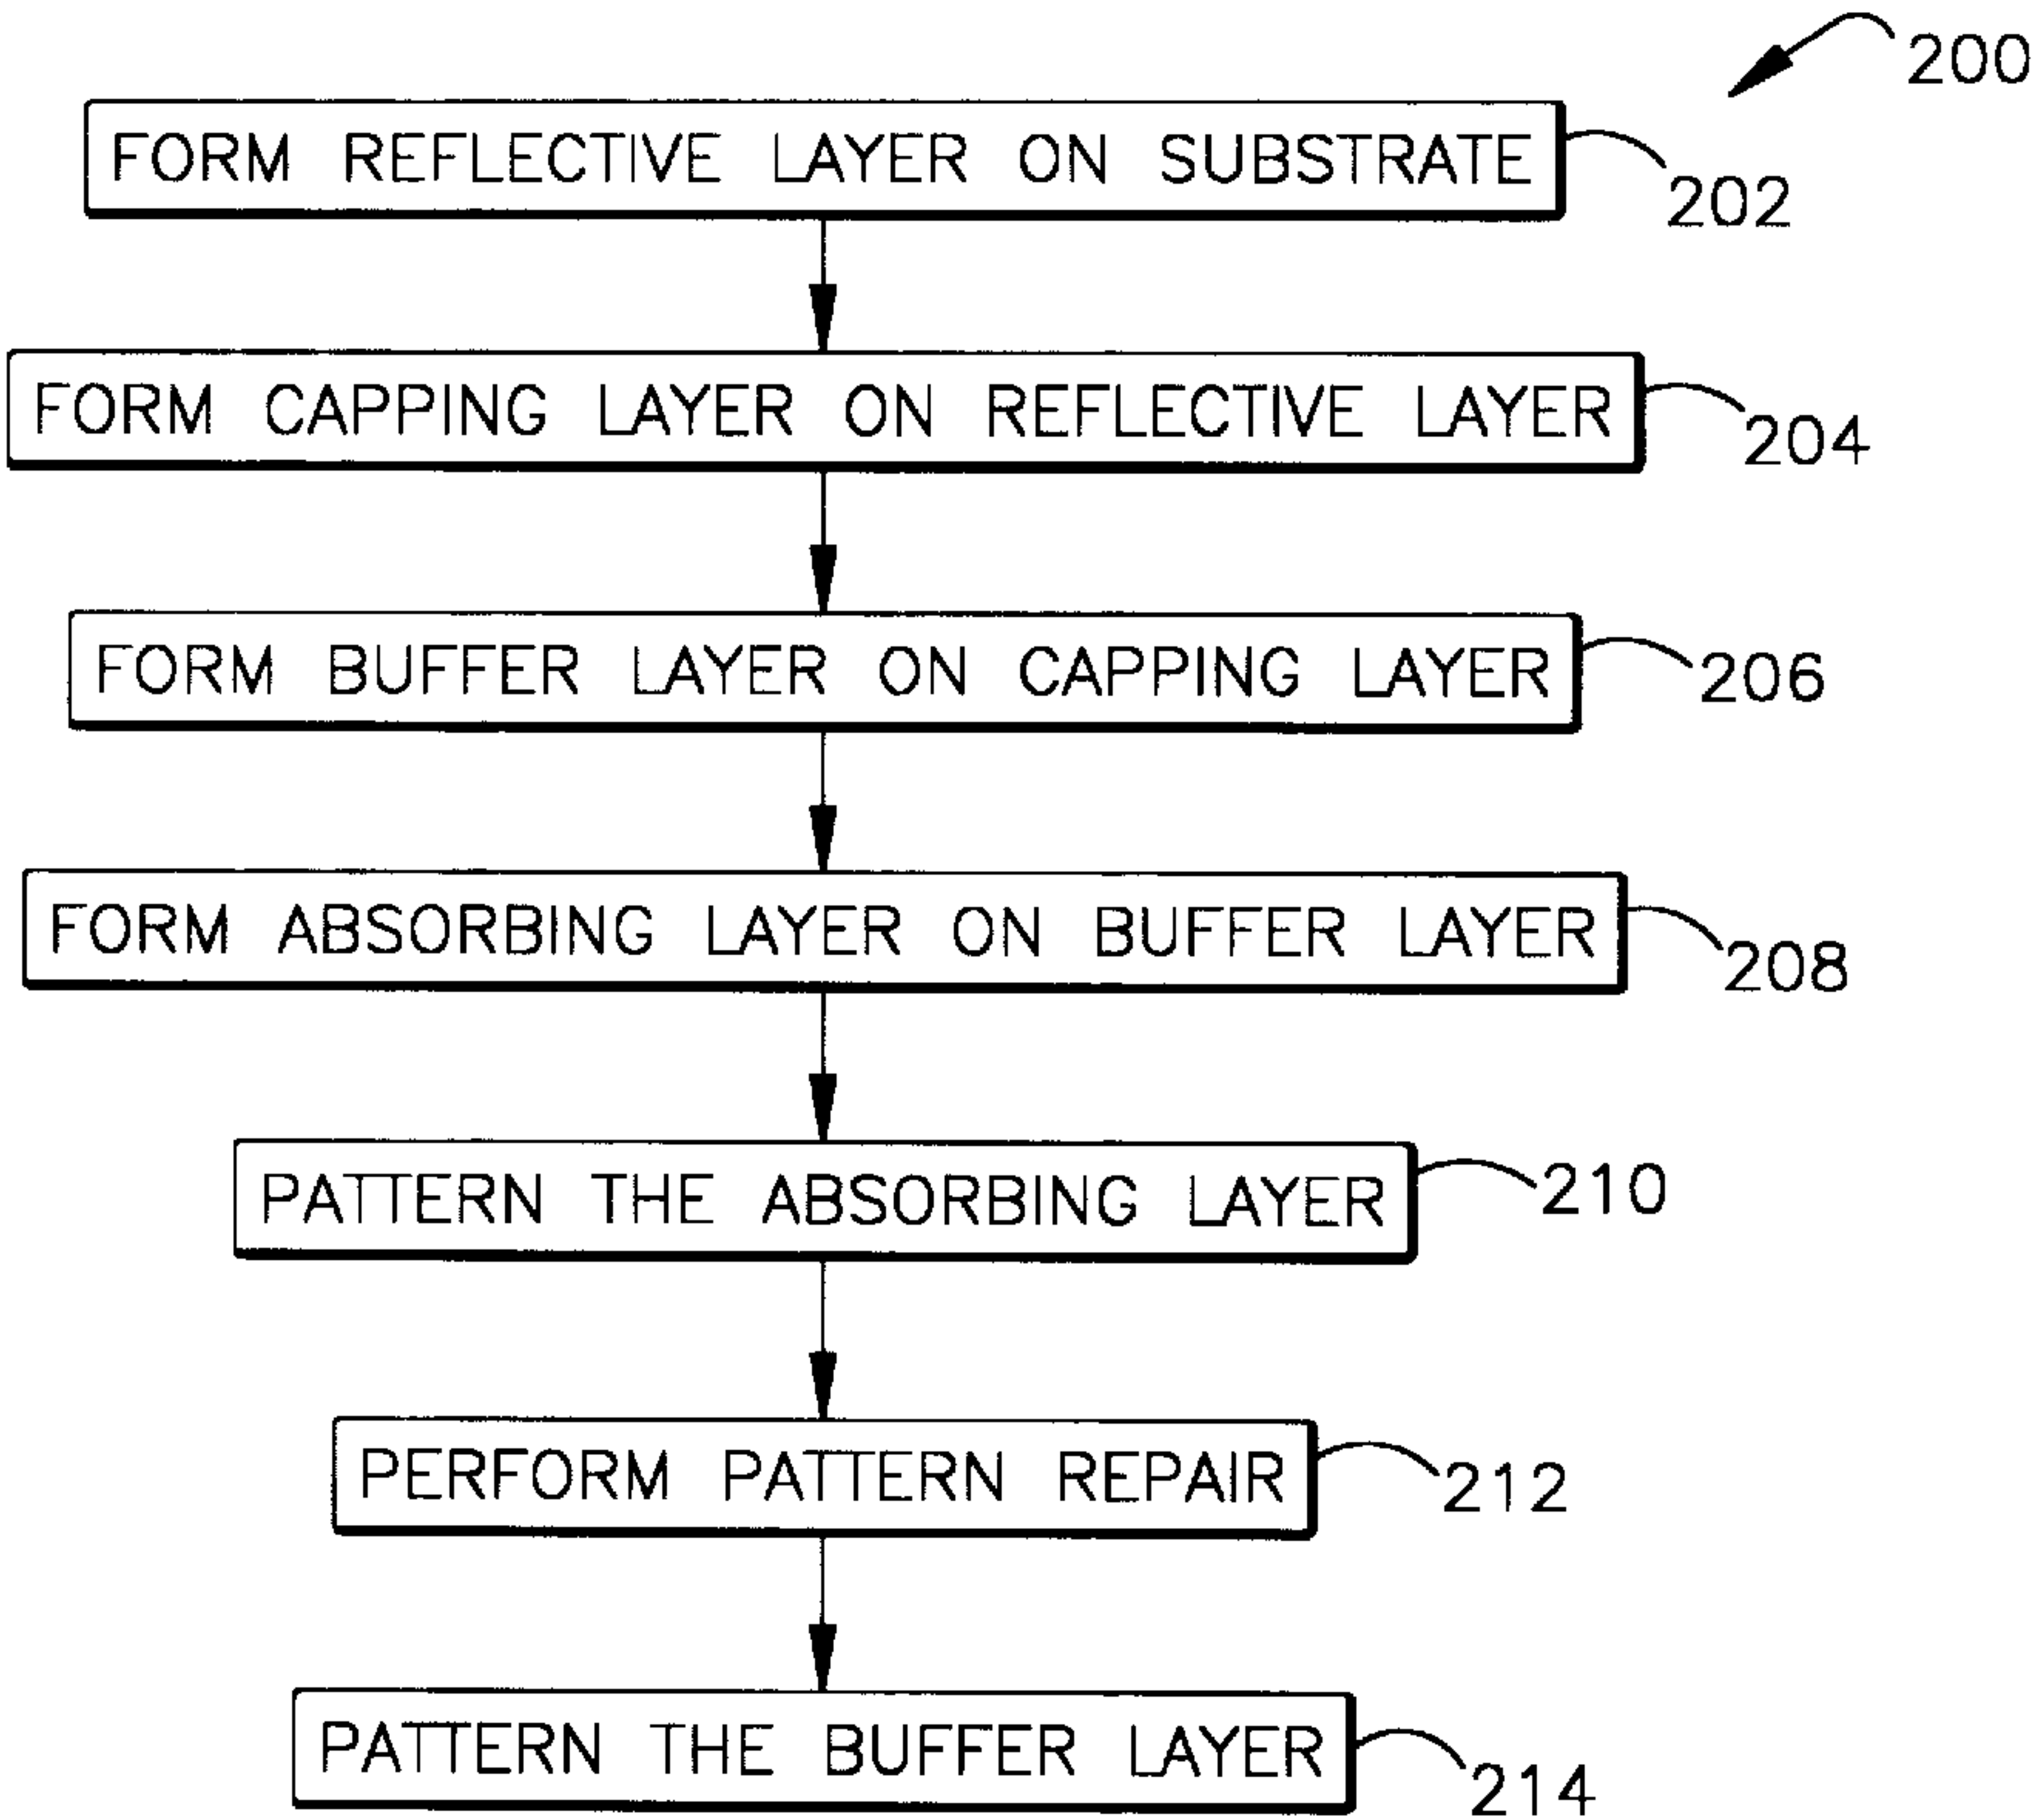 200
FORM REFLECTIVE LAYER ON SUBSTRATE
202
FORM CAPPING LAYER ON REFLECTIVE LAYER
204
FORM BUFFER LAYER ON CAPPING LAYER
206
FORM ABSORBING LAYER ON BUFFER LAYER
208
PATTERN THE ABSORBING LAYER
210
PERFORM PATTERN REPAIR
212
PATTERN THE BUFFER LAYER
214